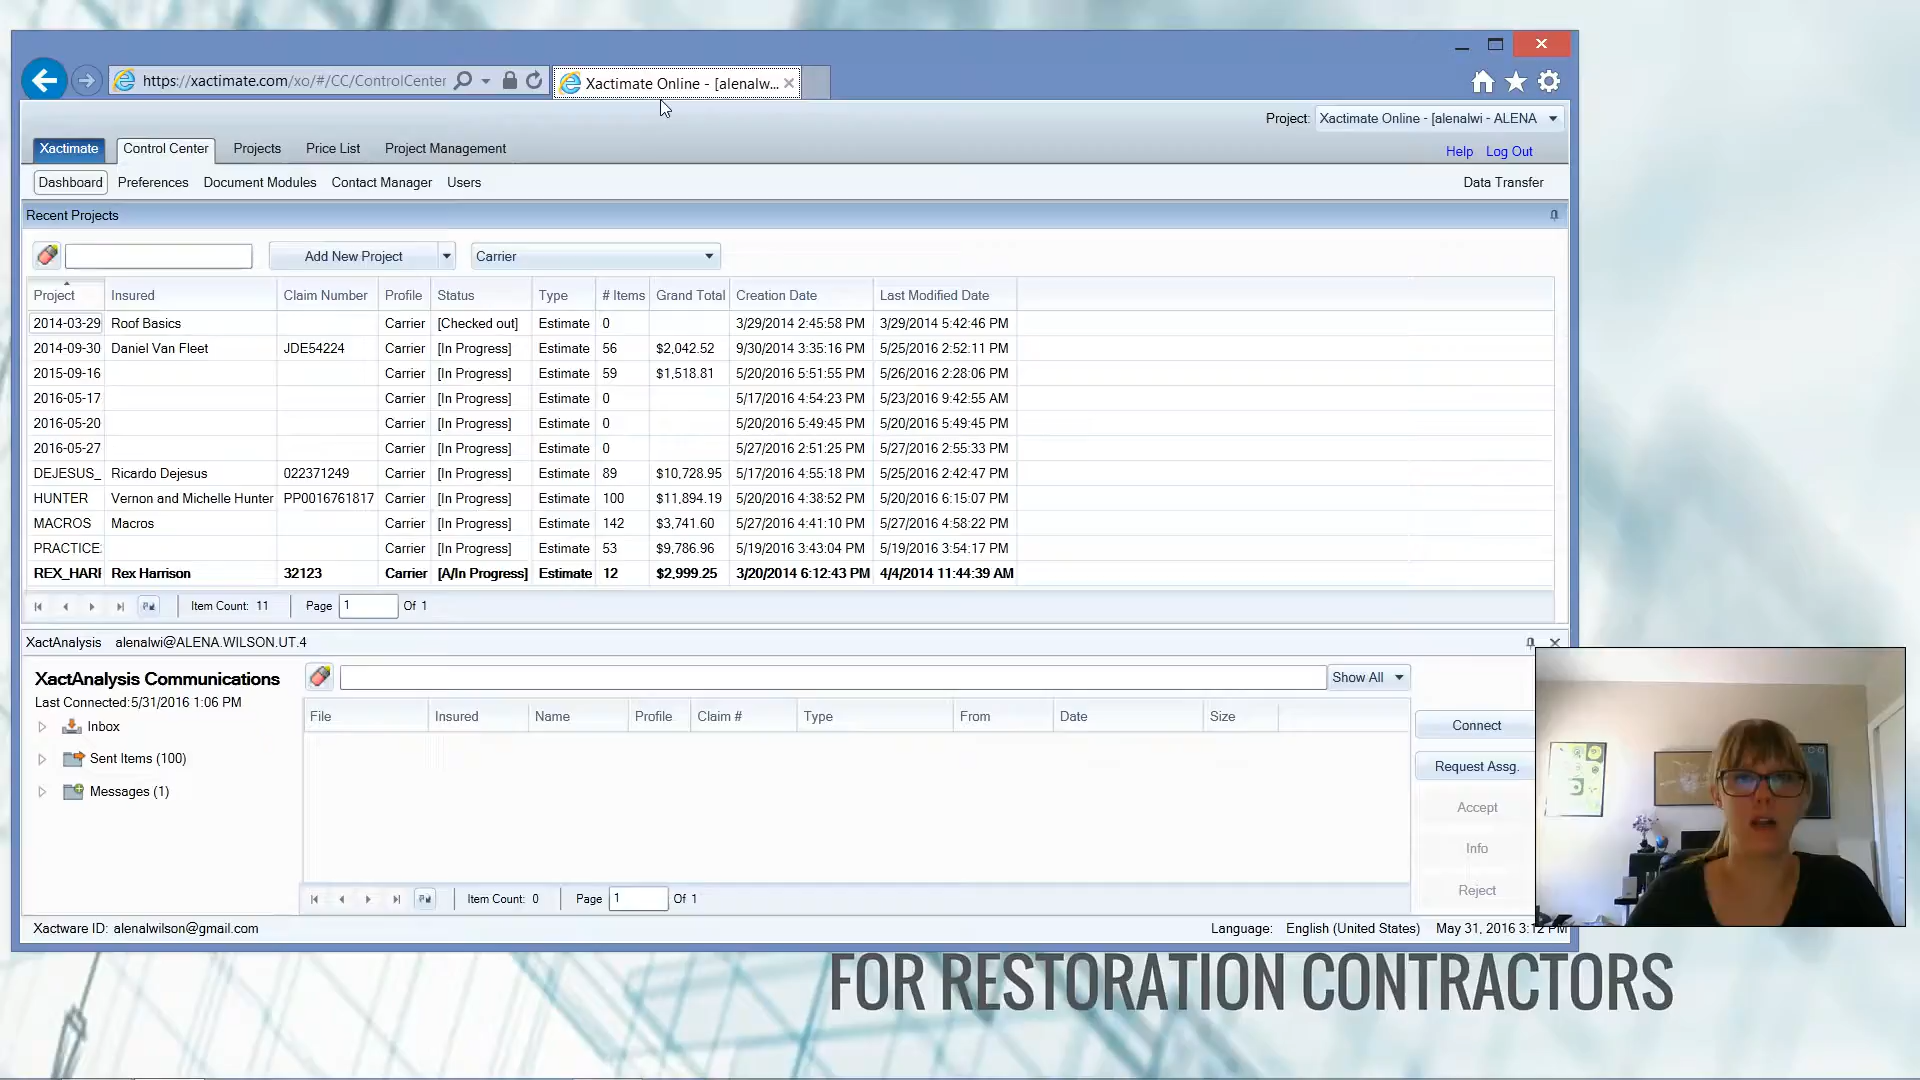 https://xactimate.com/xo/#/CC/ControlCenter
Xactimate Online - [alenalw...
Project: Xactimate Online - [alenalwi - ALENA
Xactimate Control Center Projects Price List Project Management
Help Log Out
Dashboard Preferences Document Modules Contact Manager Users Data Transfer
Recent Projects
Add New Project Carrier
Project Insured Claim Number Profile Status Type # Items Grand Total Creation Date Last Modified Date
2014-03-29 Roof Basics Carrier [Checked out] Estimate 0 3/29/2014 2:45:58 PM 3/29/2014 5:42:46 PM
2014-09-30 Daniel Van Fleet JDE54224 Carrier [In Progress] Estimate 56 $2,042.52 9/30/2014 3:35:16 PM 5/25/2016 2:52:11 PM
2015-09-16 Carrier [In Progress] Estimate 59 $1,518.81 5/20/2016 5:51:55 PM 5/26/2016 2:28:06 PM
2016-05-17 Carrier [In Progress] Estimate 0 5/17/2016 4:54:23 PM 5/23/2016 9:42:55 AM
2016-05-20 Carrier [In Progress] Estimate 0 5/20/2016 5:49:45 PM 5/20/2016 5:49:45 PM
2016-05-27 Carrier [In Progress] Estimate 0 5/27/2016 2:51:25 PM 5/27/2016 2:55:33 PM
DEJESUS_ Ricardo Dejesus 022371249 Carrier [In Progress] Estimate 89 $10,728.95 5/17/2016 4:55:18 PM 5/25/2016 2:42:47 PM
HUNTER Vernon and Michelle Hunter PP0016761817 Carrier [In Progress] Estimate 100 $11,894.19 5/20/2016 4:38:52 PM 5/20/2016 6:15:07 PM
MACROS Macros Carrier [In Progress] Estimate 142 $3,741.60 5/27/2016 4:41:10 PM 5/27/2016 4:58:22 PM
PRACTICE Carrier [In Progress] Estimate 53 $9,786.96 5/19/2016 3:43:04 PM 5/19/2016 3:54:17 PM
REX_HARI Rex Harrison 32123 Carrier [A/In Progress] Estimate 12 $2,999.25 3/20/2014 6:12:43 PM 4/4/2014 11:44:39 AM
Item Count: 11 Page 1 Of 1
XactAnalysis alenalwi@ALENA.WILSON.UT.4
XactAnalysis Communications
Show All
Last Connected:5/31/2016 1:06 PM
File Insured Name Profile Claim # Type From Date Size
Inbox
Connect
Sent Items (100)
Request Assg.
Messages (1)
Accept
Info
Reject
Item Count: 0 Page 1 Of 1
Xactware ID: alenalwilson@gmail.com Language: English (United States) May 31, 2016 3:12 PM
FOR RESTORATION CONTRACTORS